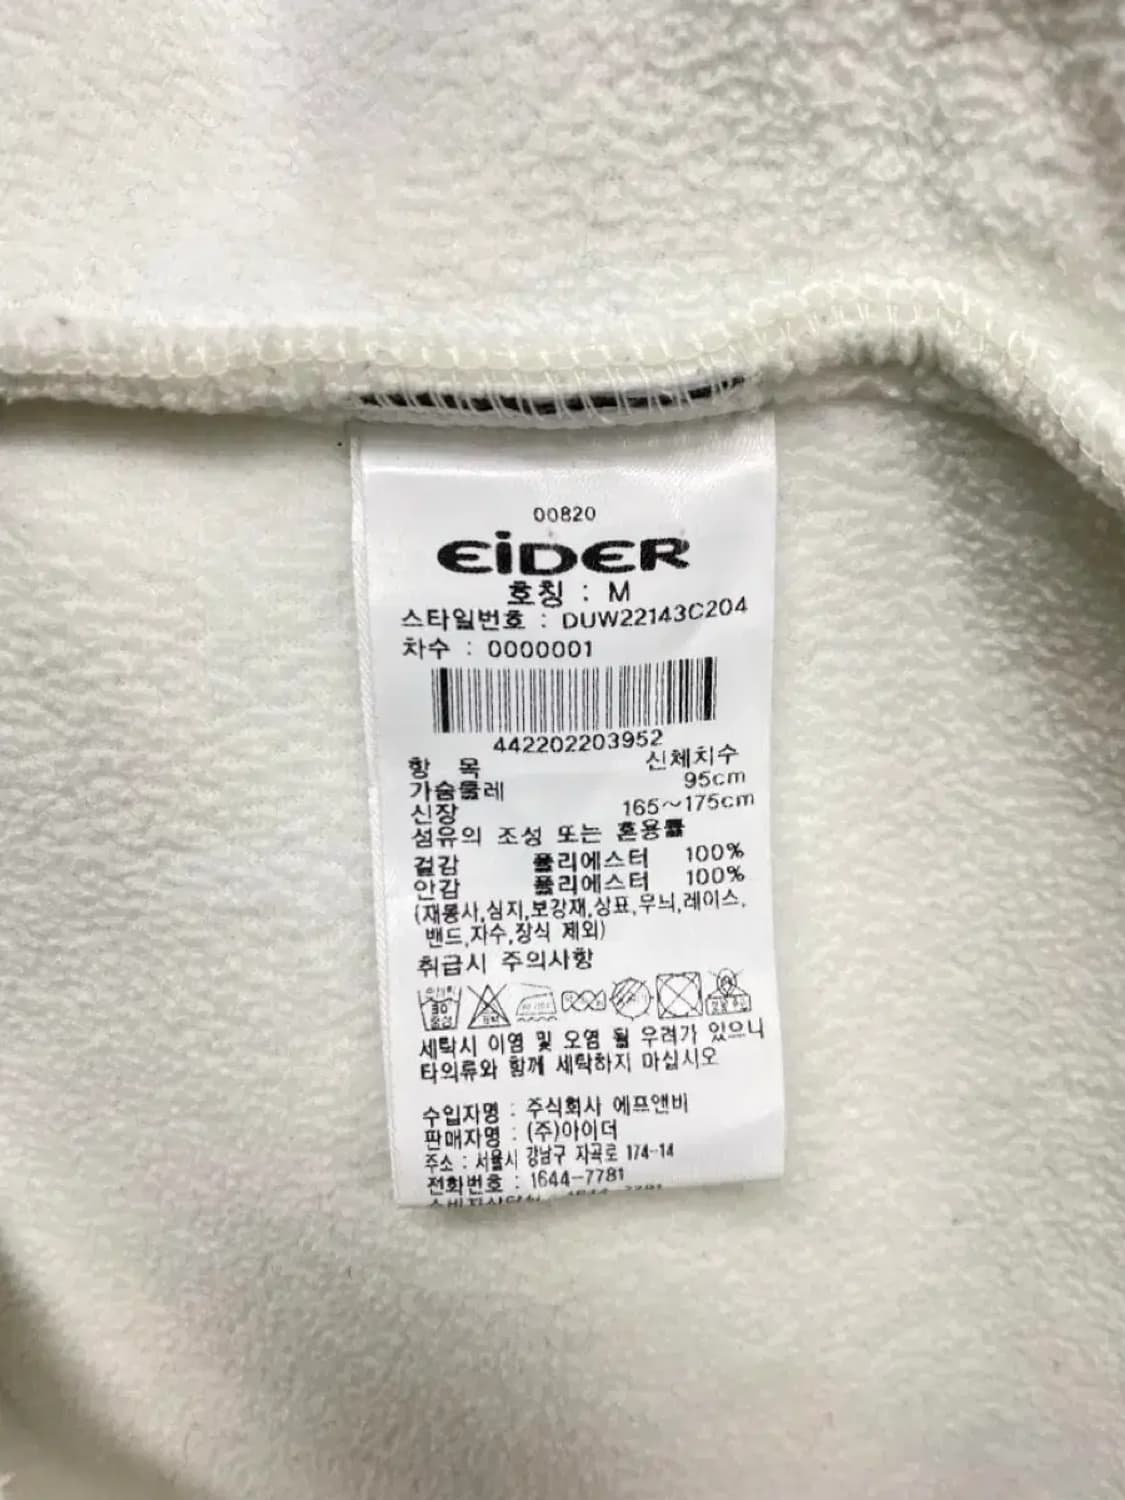 00820
EiDER
호칭 : M
스타일번호 : DUW22143C204
차수 : 0000001
442202203952
항 목 신체치수
가슴둘레 95cm
신장 165~175cm
섬유의 조성 또는 혼용률
겉감 폴리에스터 100%
안감 폴리에스터 100%
(재봉사,심지,보강재,상표,무늬,레이스,
밴드,자수,장식 제외)
취급시 주의사항
30
중성
세탁시 이염 및 오염 될 우려가 있으니
타의류와 함께 세탁하지 마십시오
수입자명 : 주식회사 에프앤비
판매자명 : (주)아이더
주소 : 서울시 강남구 자곡로 174-14
전화번호 : 1644-7781